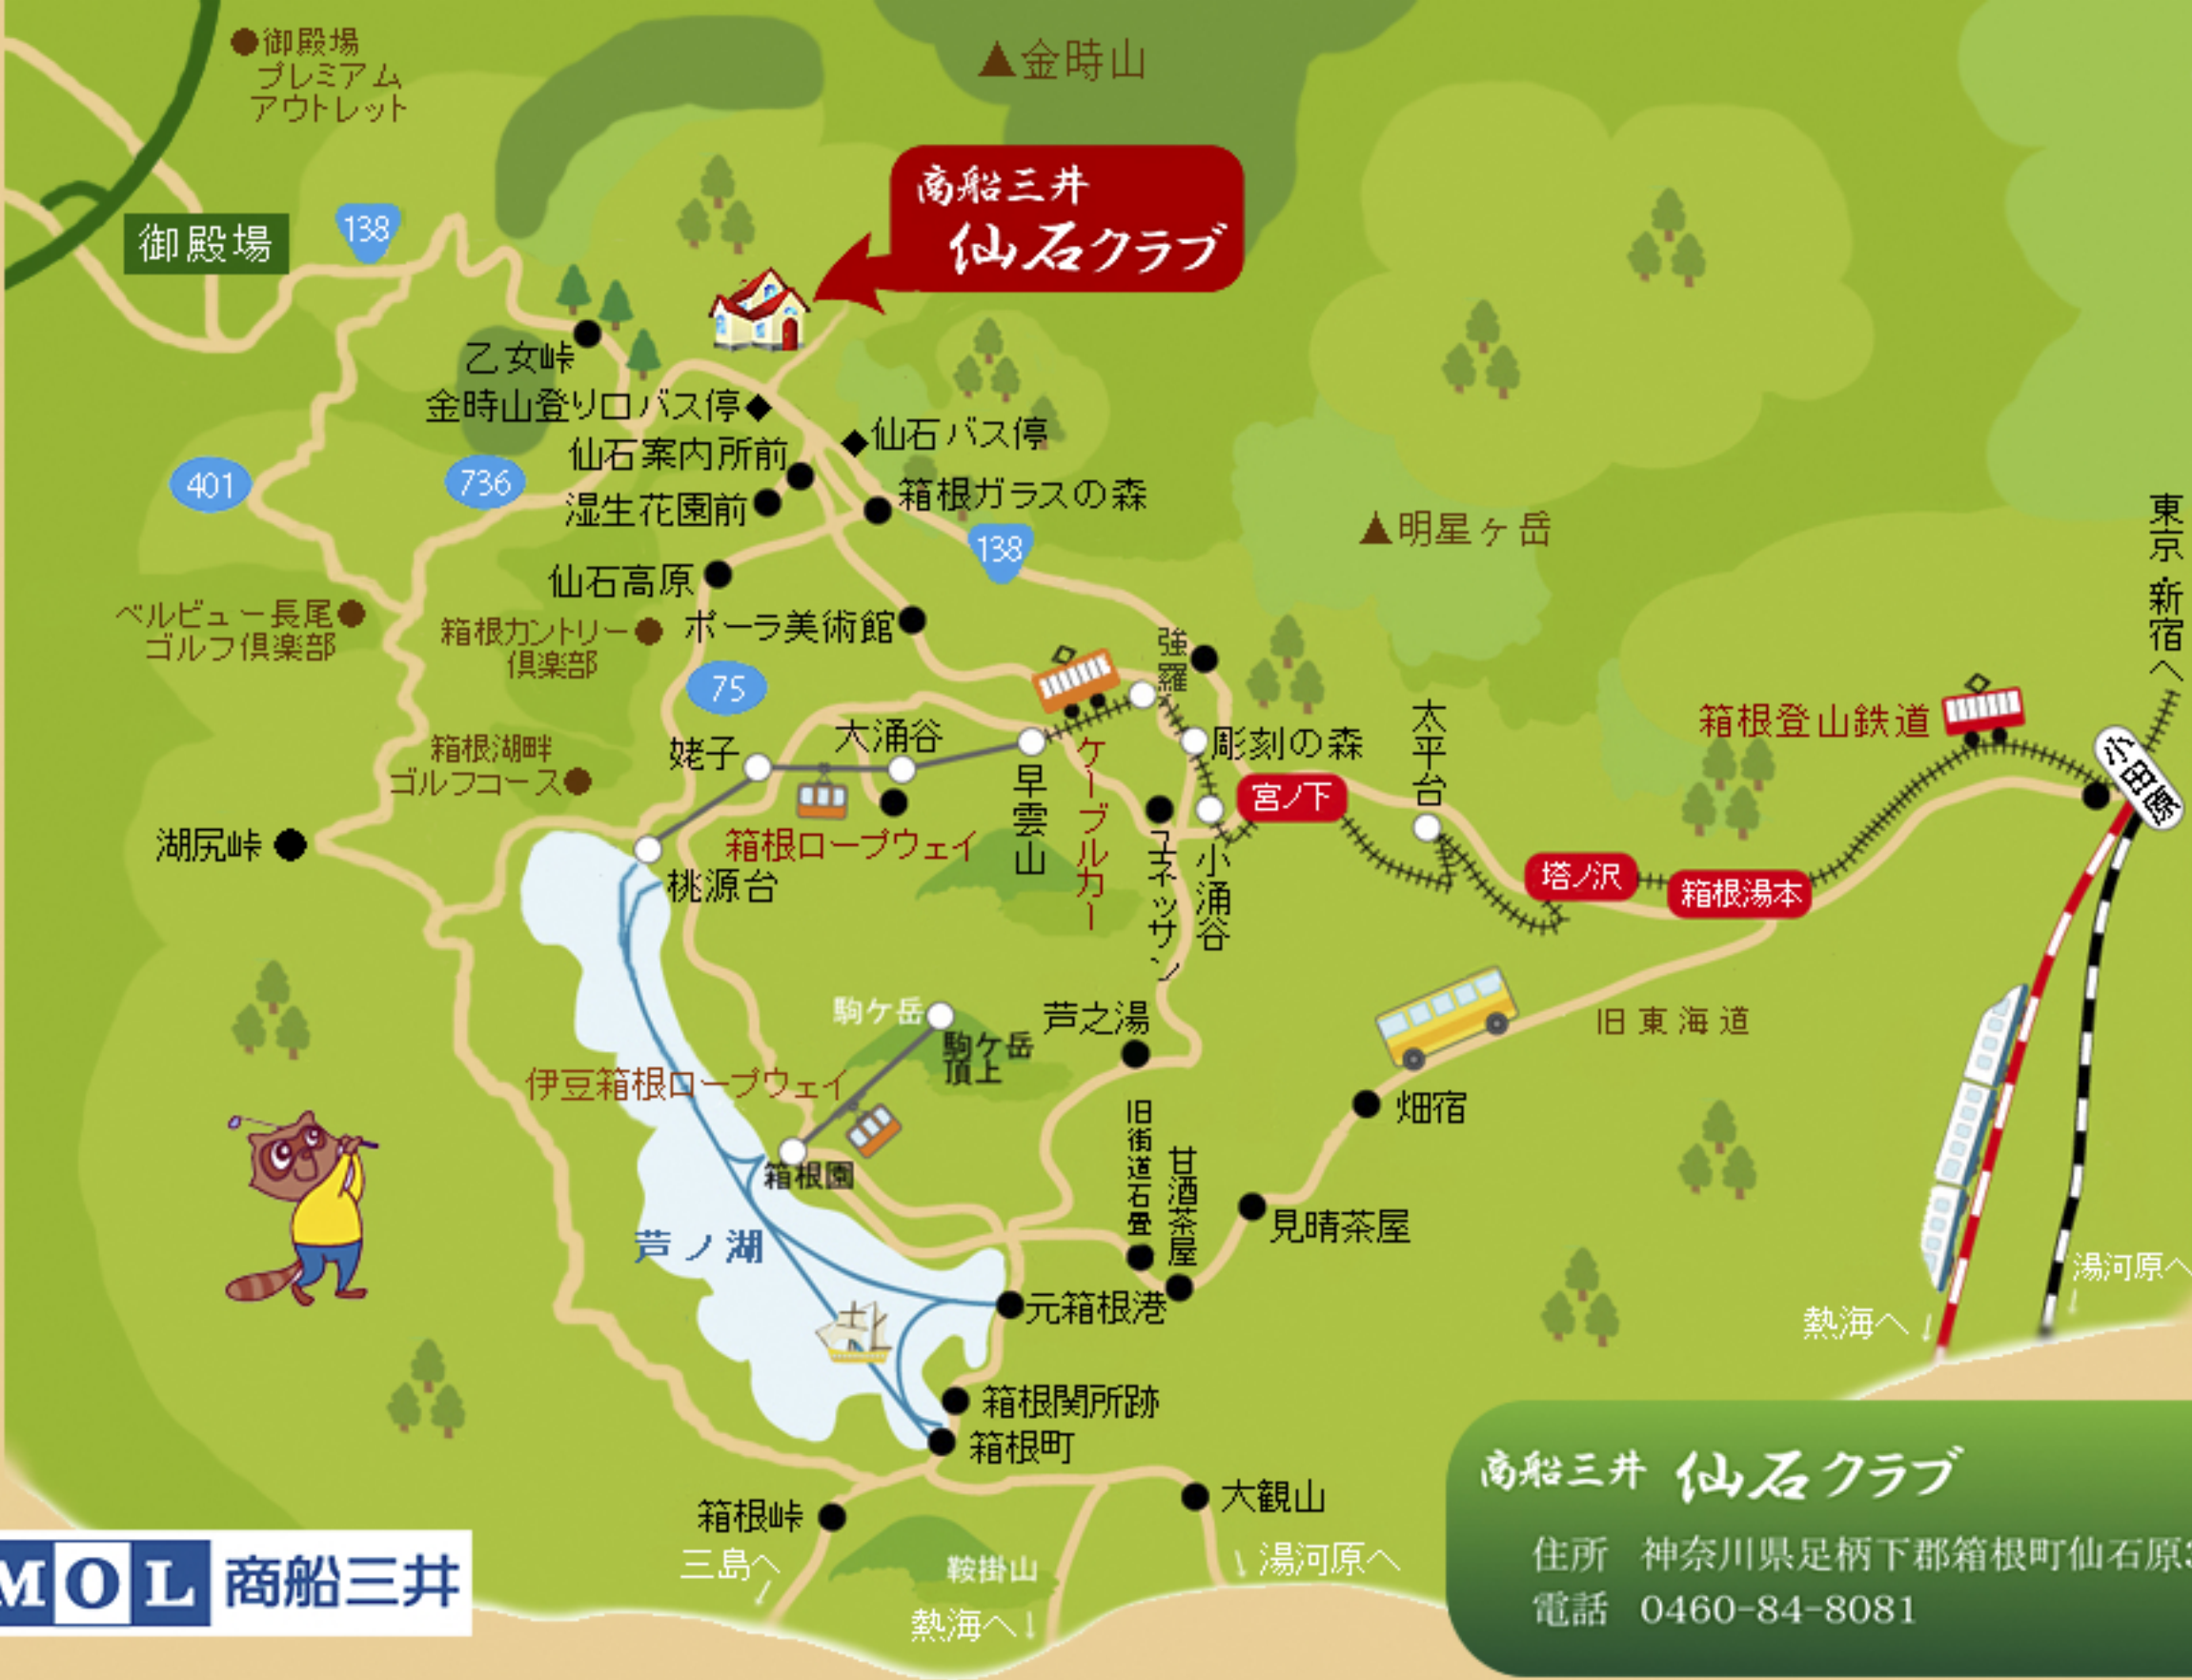 御殿場
プレミアム
アウトレット
金時山
商船三井
仙石クラブ
138
御殿場
乙女峠
金時山登り口バス停
仙石バス停
仙石案内所前
401
736
湿生花園前
箱根ガラスの森
138
明星ヶ岳
東京・新宿へ
仙石高原
ベルビュー長尾
ゴルフ倶楽部
箱根カントリー
倶楽部
ポーラ美術館
強羅
75
箱根登山鉄道
小田原
箱根湖畔
ゴルフコース
姥子
大涌谷
彫刻の森
太平台
早雲山
ケーブルカー
宮ノ下
湖尻峠
箱根ロープウェイ
ユネッサン
小涌谷
塔ノ沢
箱根湯本
桃源台
駒ケ岳
駒ケ岳
頂上
芦之湯
旧東海道
伊豆箱根ロープウェイ
畑宿
旧街道石畳
甘酒茶屋
箱根園
見晴茶屋
芦ノ湖
元箱根港
湯河原へ
↓
熱海へ↓
箱根関所跡
箱根町
箱根峠
大観山
三島へ
鞍掛山
湯河原へ
熱海へ↓
MOL 商船三井
商船三井 仙石クラブ
住所 神奈川県足柄下郡箱根町仙石原
電話 0460-84-8081